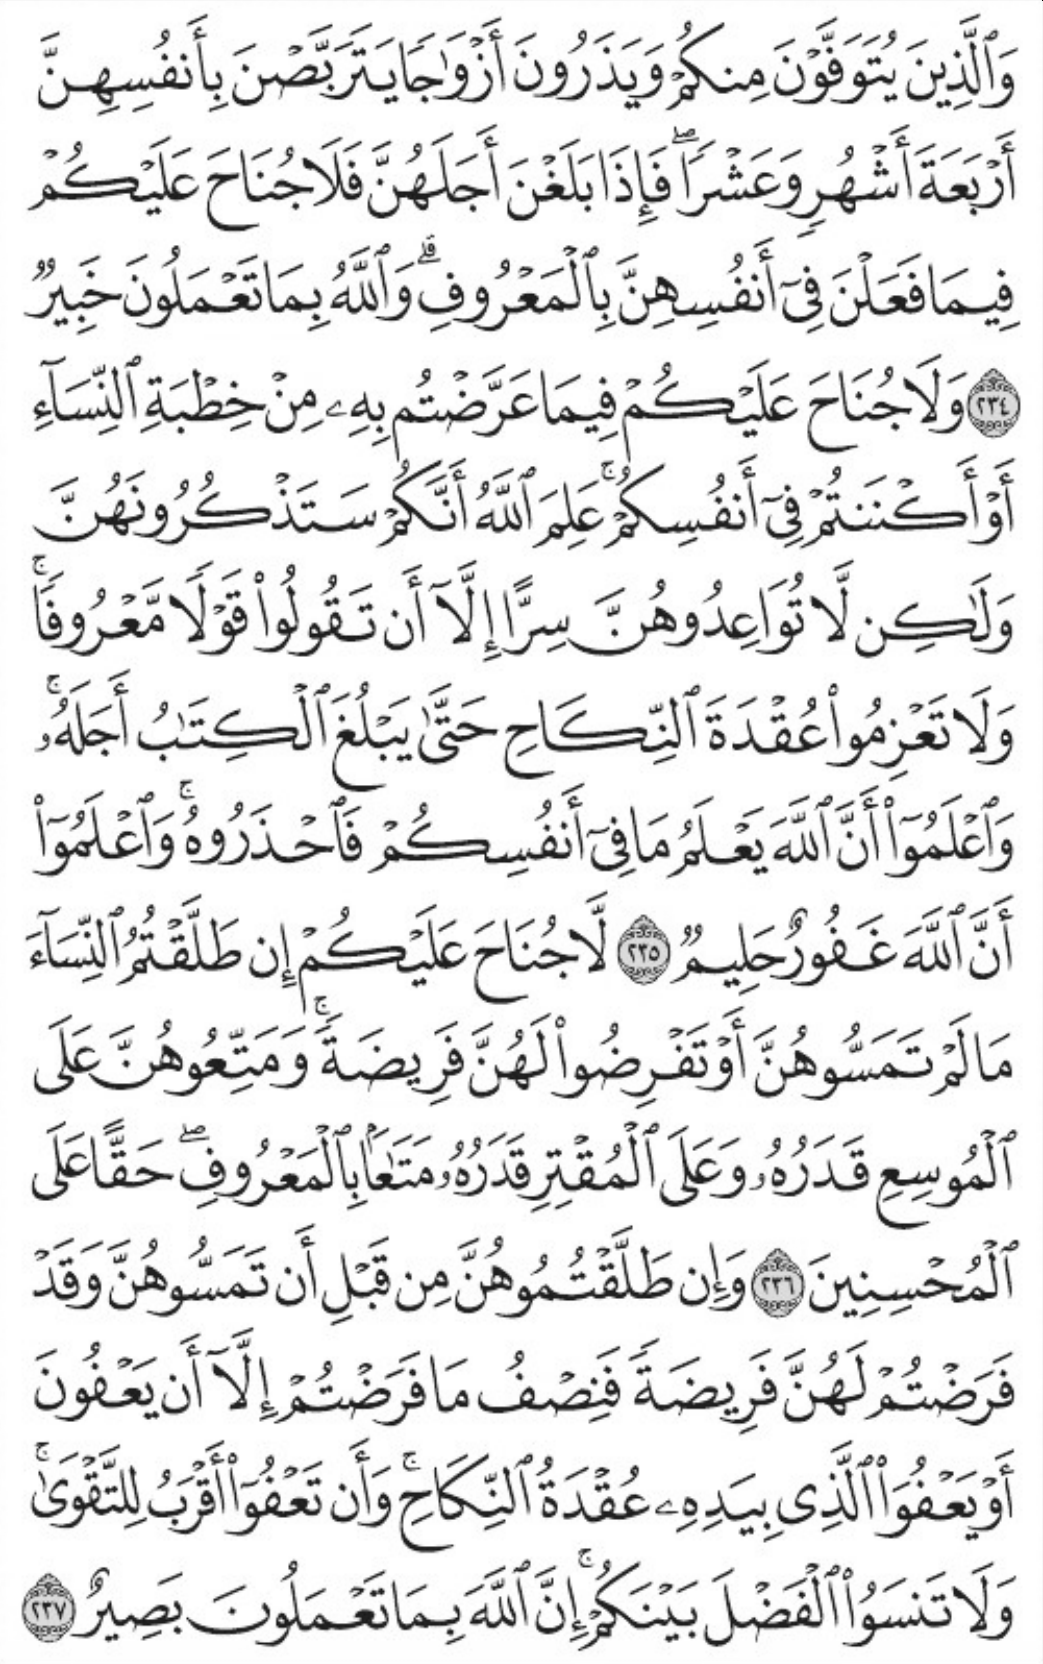 وَٱلَّذِينَ يُتَوَفَّوْنَ مِنكُمْ وَيَذَرُونَ أَزْوَٰجًا يَتَرَبَّصْنَ بِأَنفُسِهِنَّ
أَرْبَعَةَ أَشْهُرٍ وَعَشْرًا ۖ فَإِذَا بَلَغْنَ أَجَلَهُنَّ فَلَا جُنَاحَ عَلَيْكُمْ
فِيمَا فَعَلْنَ فِىٓ أَنفُسِهِنَّ بِٱلْمَعْرُوفِ ۗ وَٱللَّهُ بِمَا تَعْمَلُونَ خَبِيرٌ
٢٣٤ وَلَا جُنَاحَ عَلَيْكُمْ فِيمَا عَرَّضْتُم بِهِۦ مِنْ خِطْبَةِ ٱلنِّسَآءِ
أَوْ أَكْنَنتُمْ فِىٓ أَنفُسِكُمْ ۚ عَلِمَ ٱللَّهُ أَنَّكُمْ سَتَذْكُرُونَهُنَّ
وَلَٰكِن لَّا تُوَاعِدُوهُنَّ سِرًّا إِلَّآ أَن تَقُولُوا۟ قَوْلًا مَّعْرُوفًا ۚ
وَلَا تَعْزِمُوا۟ عُقْدَةَ ٱلنِّكَاحِ حَتَّىٰ يَبْلُغَ ٱلْكِتَٰبُ أَجَلَهُۥ ۚ
وَٱعْلَمُوٓا۟ أَنَّ ٱللَّهَ يَعْلَمُ مَا فِىٓ أَنفُسِكُمْ فَٱحْذَرُوهُ ۚ وَٱعْلَمُوٓا۟
أَنَّ ٱللَّهَ غَفُورٌ حَلِيمٌ ٢٣٥ لَّا جُنَاحَ عَلَيْكُمْ إِن طَلَّقْتُمُ ٱلنِّسَآءَ
مَا لَمْ تَمَسُّوهُنَّ أَوْ تَفْرِضُوا۟ لَهُنَّ فَرِيضَةً ۚ وَمَتِّعُوهُنَّ عَلَى
ٱلْمُوسِعِ قَدَرُهُۥ وَعَلَى ٱلْمُقْتِرِ قَدَرُهُۥ مَتَٰعًۢا بِٱلْمَعْرُوفِ ۖ حَقًّا عَلَى
ٱلْمُحْسِنِينَ ٢٣٦ وَإِن طَلَّقْتُمُوهُنَّ مِن قَبْلِ أَن تَمَسُّوهُنَّ وَقَدْ
فَرَضْتُمْ لَهُنَّ فَرِيضَةً فَنِصْفُ مَا فَرَضْتُمْ إِلَّآ أَن يَعْفُونَ
أَوْ يَعْفُوَا۟ ٱلَّذِى بِيَدِهِۦ عُقْدَةُ ٱلنِّكَاحِ ۚ وَأَن تَعْفُوٓا۟ أَقْرَبُ لِلتَّقْوَىٰ ۚ
وَلَا تَنسَوُا۟ ٱلْفَضْلَ بَيْنَكُمْ ۚ إِنَّ ٱللَّهَ بِمَا تَعْمَلُونَ بَصِيرٌ ٢٣٧